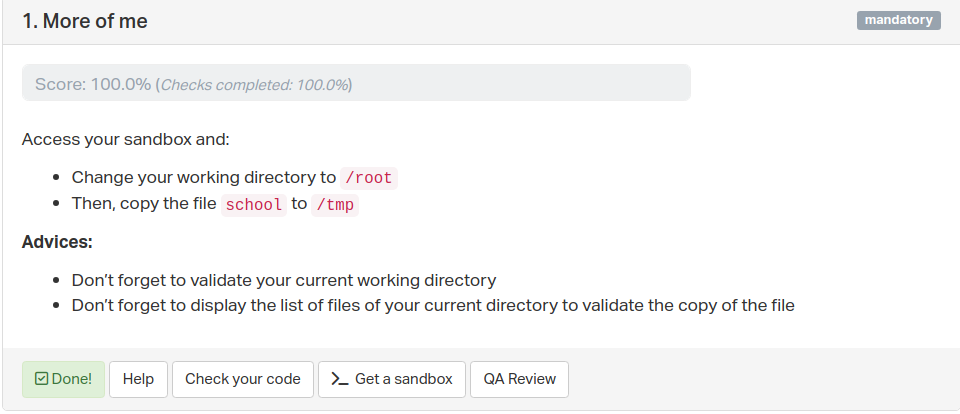 1. More of me
mandatory
Score: 100.0% (Checks completed: 100.0%)
Access your sandbox and:
• Change your working directory to /root
• Then, copy the file school to /tmp
Advices:
• Don’t forget to validate your current working directory
• Don’t forget to display the list of files of your current directory to validate the copy of the file
Done! Help Check your code >_ Get a sandbox QA Review